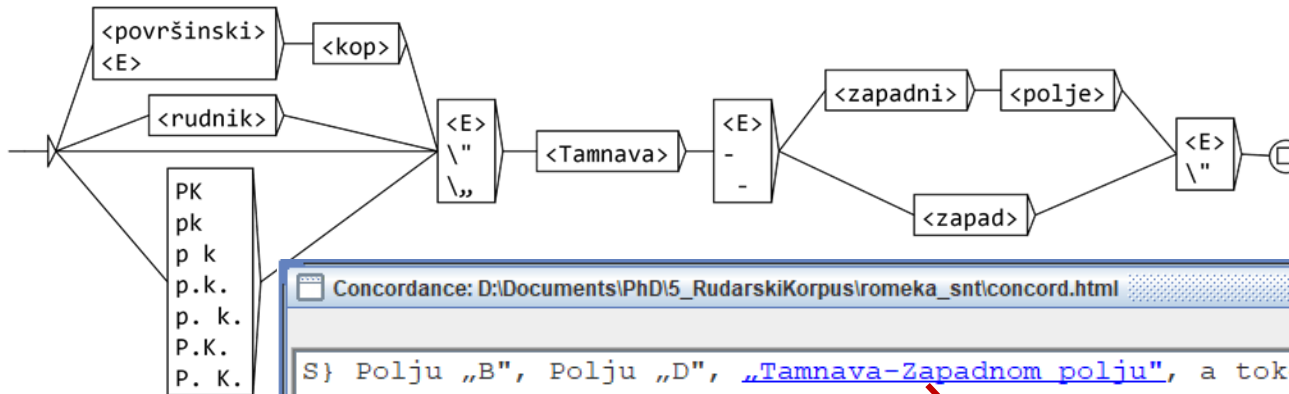 <površinski>
<E>
<kop>
<rudnik>
PK
pk
p k
p.k.
p. k.
P.K.
P. K.
<E>
\"
\„
<Tamnava>
<E>
-
-
<zapadni>
<polje>
<zapad>
<E>
\"
Concordance: D:\Documents\PhD\5_RudarskiKorpus\romeka_snt\concord.html
S} Polju „B", Polju „D", „Tamnava-Zapadnom polju", a tok